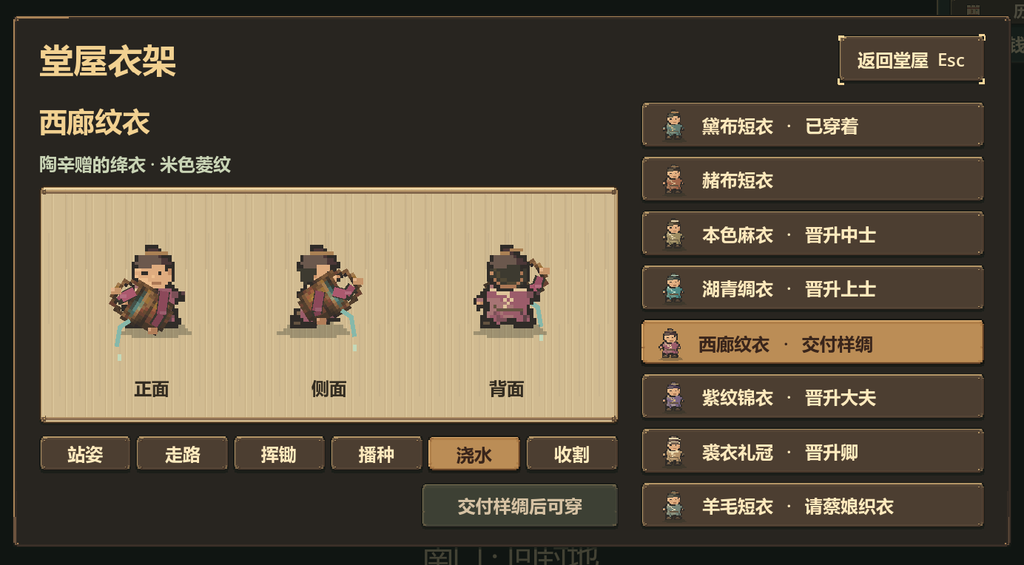 堂屋衣架
返回堂屋 Esc
西廊纹衣
陶辛赠的绛衣 · 米色菱纹
正面
侧面
背面
站姿
走路
挥锄
播种
浇水
收割
交付样绸后可穿
黛布短衣 · 已穿着
赭布短衣
本色麻衣 · 晋升中士
湖青绸衣 · 晋升上士
西廊纹衣 · 交付样绸
紫纹锦衣 · 晋升大夫
裘衣礼冠 · 晋升卿
羊毛短衣 · 请蔡娘织衣